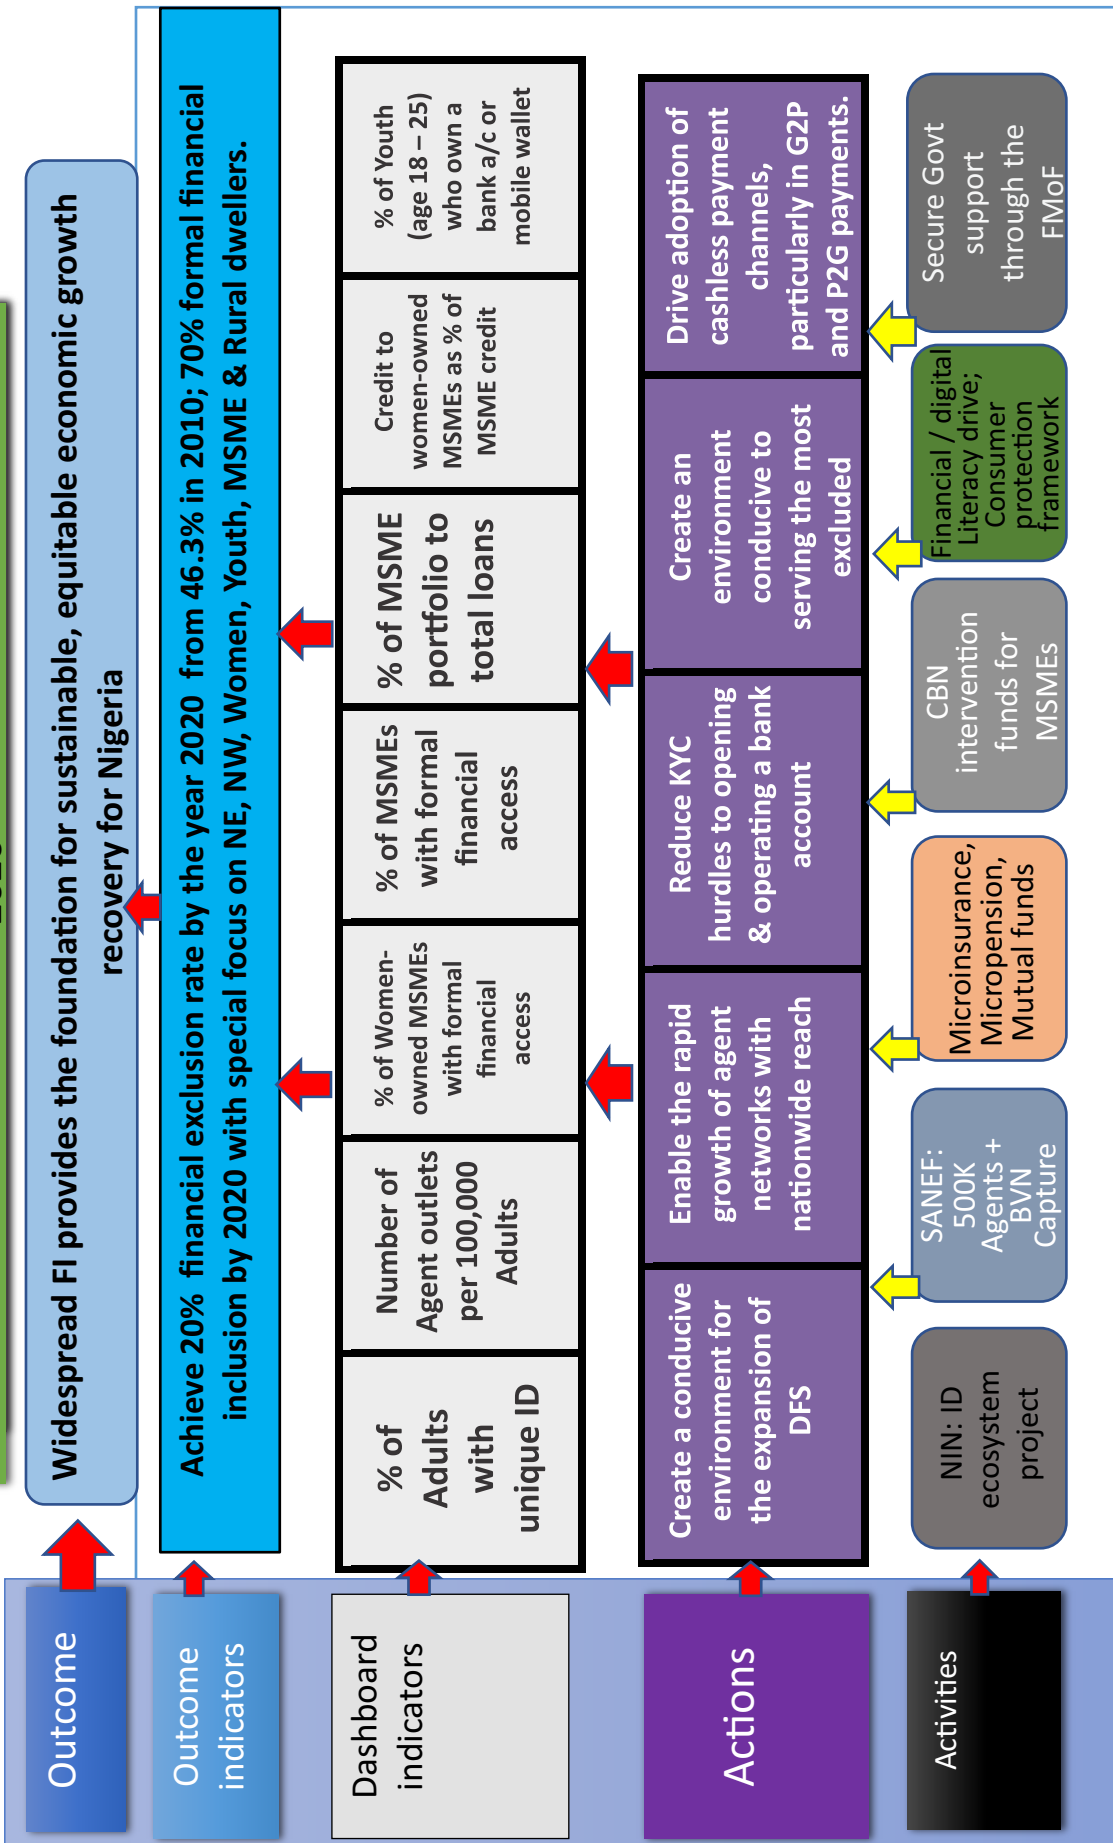 Outcome
Widespread FI provides the foundation for sustainable, equitable economic growth
recovery for Nigeria
Outcome
indicators
Achieve 20% financial exclusion rate by the year 2020 from 46.3% in 2010; 70% formal financial
inclusion by 2020 with special focus on NE, NW, Women, Youth, MSME & Rural dwellers.
Dashboard
indicators
% of
Adults
with
unique ID
Number of
Agent outlets
per 100,000
Adults
% of Women-
owned MSMEs
with formal
financial
access
% of MSMEs
with formal
financial
access
% of MSME
portfolio to
total loans
Credit to
women-owned
MSMEs as % of
MSME credit
% of Youth
(age 18 – 25)
who own a
bank a/c or
mobile wallet
Actions
Create a conducive
environment for
the expansion of
DFS
Enable the rapid
growth of agent
networks with
nationwide reach
Reduce KYC
hurdles to opening
& operating a bank
account
Create an
environment
conducive to
serving the most
excluded
Drive adoption of
cashless payment
channels,
particularly in G2P
and P2G payments.
Activities
NIN: ID
ecosystem
project
SANEF:
500K
Agents +
BVN
Capture
Microinsurance,
Micropension,
Mutual funds
CBN
intervention
funds for
MSMEs
Financial / digital
Literacy drive;
Consumer
protection
framework
Secure Govt
support
through the
FMoF